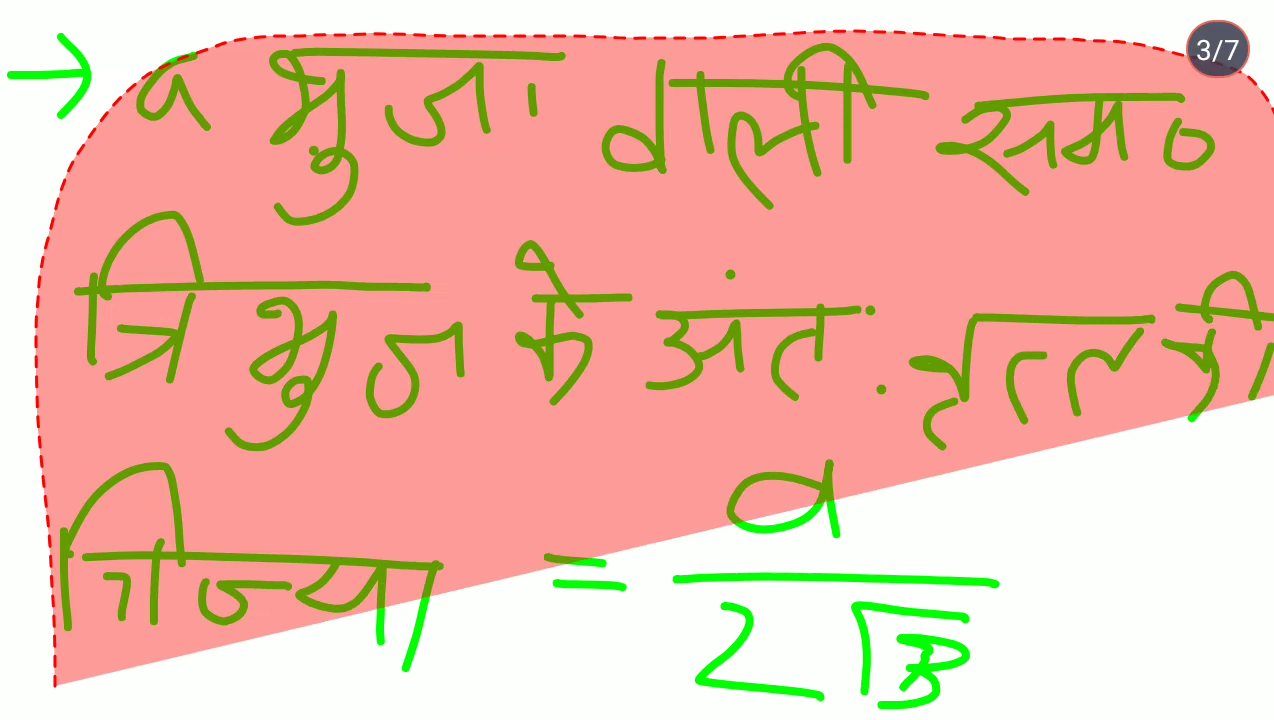 3/7
→ a भुजा वाली सम०
त्रिभुज के अंत: वृत्त की
त्रिज्या = a / 2√3